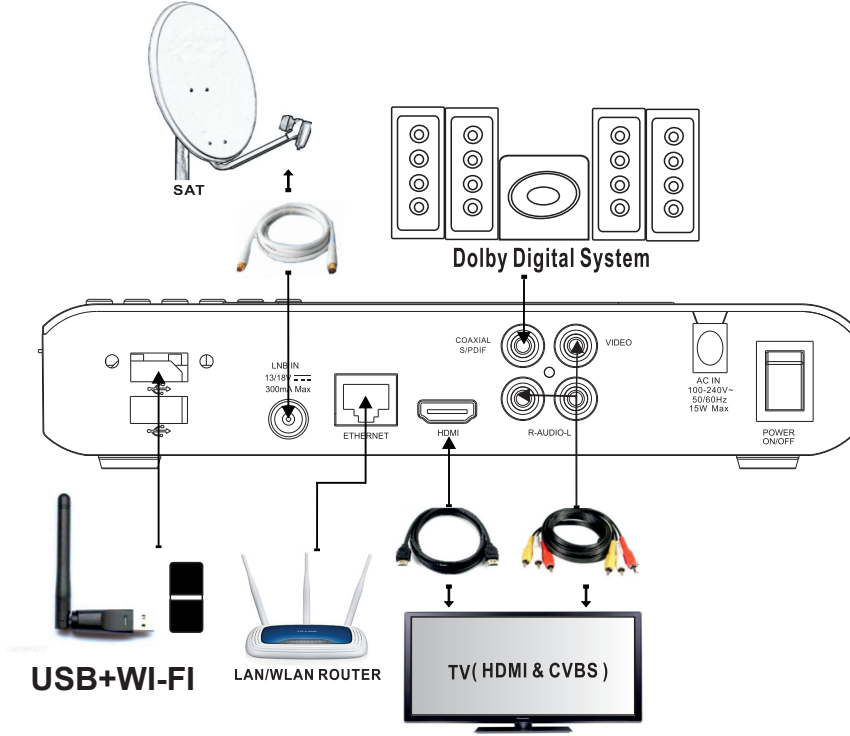 SAT
Dolby Digital System
COAXIAL
S/PDIF
VIDEO
LNB IN
13/18V
300mA Max
AC IN
100-240V~
50/60Hz
15W Max
ETHERNET
HDMI
R-AUDIO-L
POWER
ON/OFF
USB+WI-FI
LAN/WLAN ROUTER
TV( HDMI & CVBS )